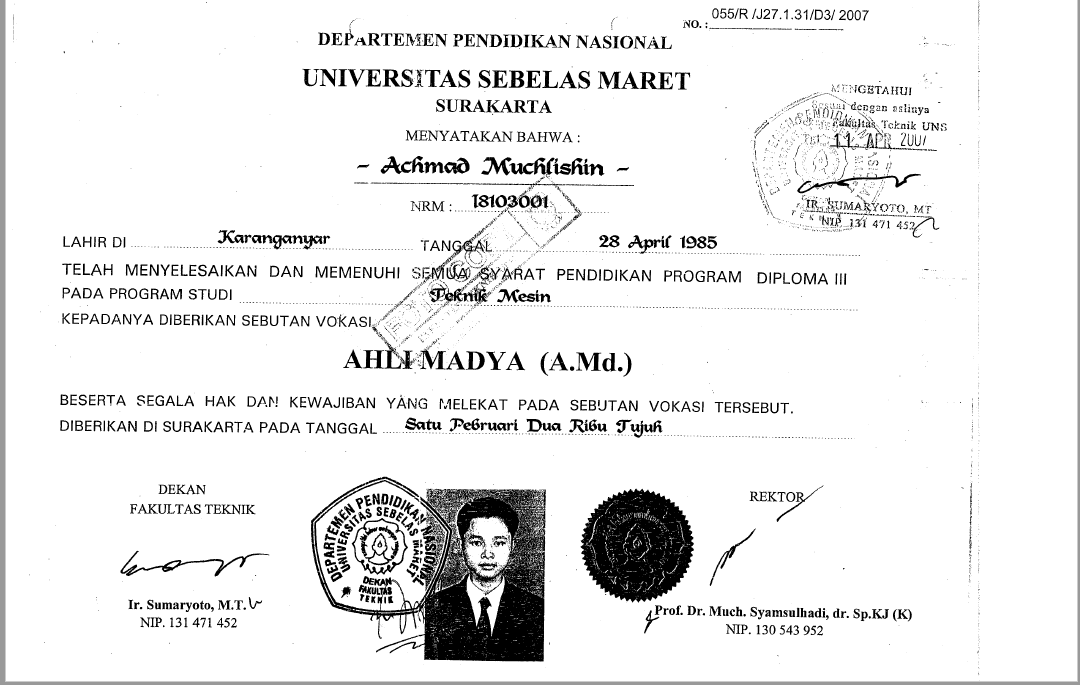 NO. : 055/R /J27.1.31/D3/ 2007
DEPARTEMEN PENDIDIKAN NASIONAL
UNIVERSITAS SEBELAS MARET
SURAKARTA
MENYATAKAN BAHWA :
~ Achmad Muchlishin ~
NRM : I8103001
MENGETAHUI
Sesuai dengan aslinya
Fakultas Teknik UNS
Tgl. 11 APR 2007
IR. SUMARYOTO, MT
NIP. 131 471 452
LAHIR DI Karanganyar TANGGAL 28 April 1985
TELAH MENYELESAIKAN DAN MEMENUHI SEMUA SYARAT PENDIDIKAN PROGRAM DIPLOMA III
PADA PROGRAM STUDI Teknik Mesin
KEPADANYA DIBERIKAN SEBUTAN VOKASI
AHLI MADYA (A.Md.)
BESERTA SEGALA HAK DAN KEWAJIBAN YANG MELEKAT PADA SEBUTAN VOKASI TERSEBUT.
DIBERIKAN DI SURAKARTA PADA TANGGAL Satu Pebruari Dua Ribu Tujuh
DEKAN
FAKULTAS TEKNIK
Ir. Sumaryoto, M.T.
NIP. 131 471 452
DEPARTEMEN PENDIDIKAN NASIONAL
UNIVERSITAS SEBELAS MARET
DEKAN
FAKULTAS
TEKNIK
REKTOR
Prof. Dr. Much. Syamsulhadi, dr. Sp.KJ (K)
NIP. 130 543 952